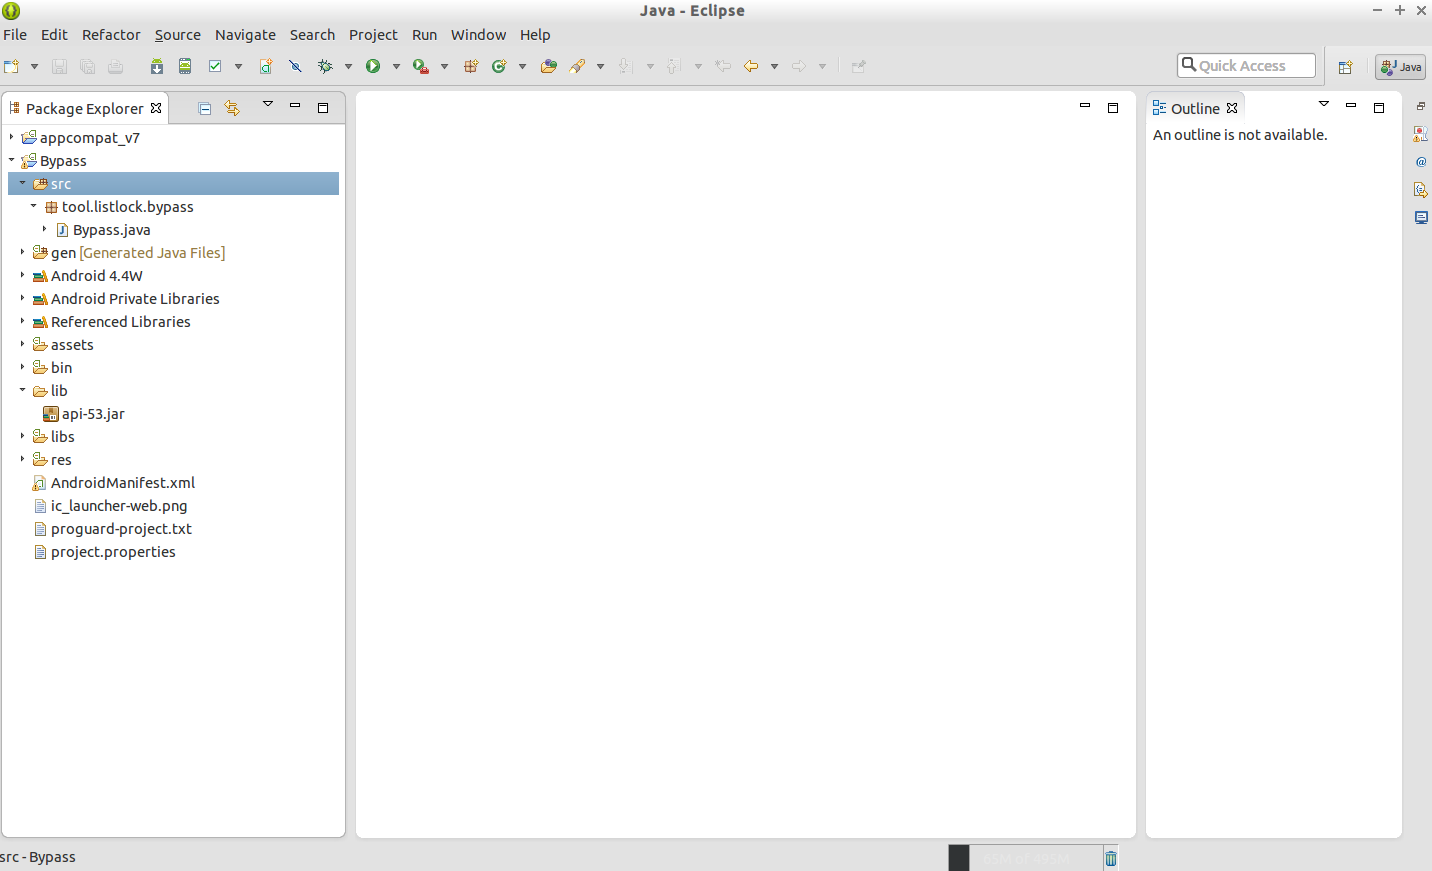 Java - Eclipse
File Edit Refactor Source Navigate Search Project Run Window Help
Quick Access
Java
Package Explorer
appcompat_v7
Bypass
src
tool.listlock.bypass
Bypass.java
gen [Generated Java Files]
Android 4.4W
Android Private Libraries
Referenced Libraries
assets
bin
lib
api-53.jar
libs
res
AndroidManifest.xml
ic_launcher-web.png
proguard-project.txt
project.properties
Outline
An outline is not available.
src - Bypass